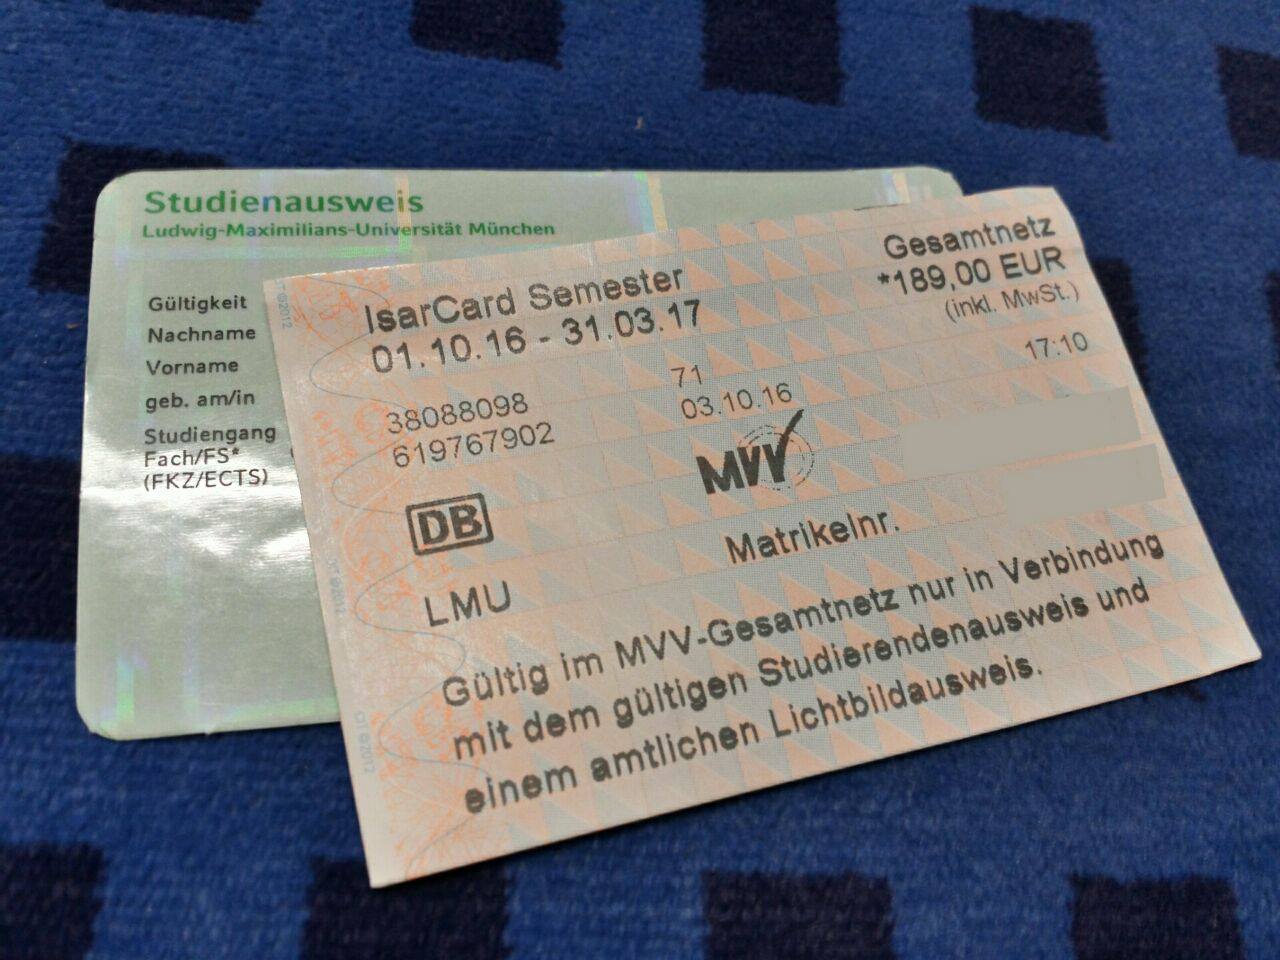 Studienausweis
Ludwig-Maximilians-Universität München
Gültigkeit
Nachname
Vorname
geb. am/in
Studiengang
Fach/FS*
(FKZ/ECTS)
IsarCard Semester
01.10.16 - 31.03.17
Gesamtnetz
*189,00 EUR
(inkl. MwSt.)
38088098 71 17:10
619767902 03.10.16
DB MVV
LMU Matrikelnr.
Gültig im MVV-Gesamtnetz nur in Verbindung
mit dem gültigen Studierendenausweis und
einem amtlichen Lichtbildausweis.